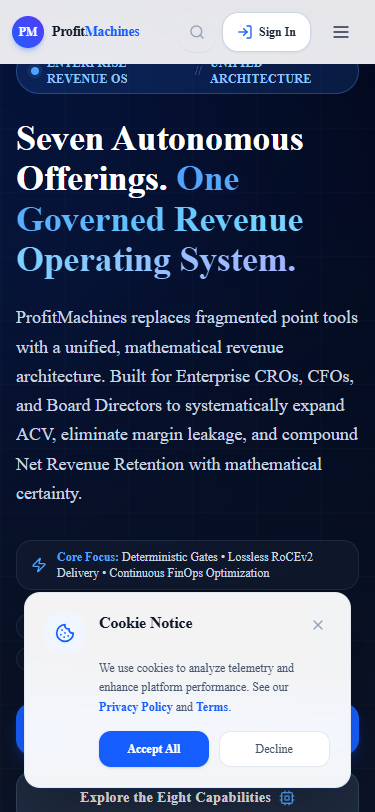 PM ProfitMachines Sign In
ENTERPRISE REVENUE OS // UNIFIED ARCHITECTURE
Seven Autonomous
Offerings. One
Governed Revenue
Operating System.
ProfitMachines replaces fragmented point tools
with a unified, mathematical revenue
architecture. Built for Enterprise CROs, CFOs,
and Board Directors to systematically expand
ACV, eliminate margin leakage, and compound
Net Revenue Retention with mathematical
certainty.
Core Focus: Deterministic Gates • Lossless RoCEv2
Delivery • Continuous FinOps Optimization
Cookie Notice
We use cookies to analyze telemetry and
enhance platform performance. See our
Privacy Policy and Terms.
Accept All Decline
Explore the Eight Capabilities